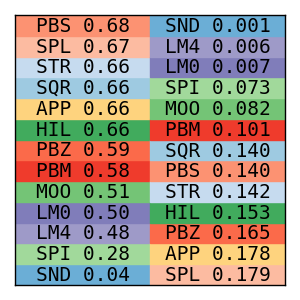 PBS 0.68 SND 0.001
SPL 0.67 LM4 0.006
STR 0.66 LM0 0.007
SQR 0.66 SPI 0.073
APP 0.66 MOO 0.082
HIL 0.66 PBM 0.101
PBZ 0.59 SQR 0.140
PBM 0.58 PBS 0.140
MOO 0.51 STR 0.142
LM0 0.50 HIL 0.153
LM4 0.48 PBZ 0.165
SPI 0.28 APP 0.178
SND 0.04 SPL 0.179